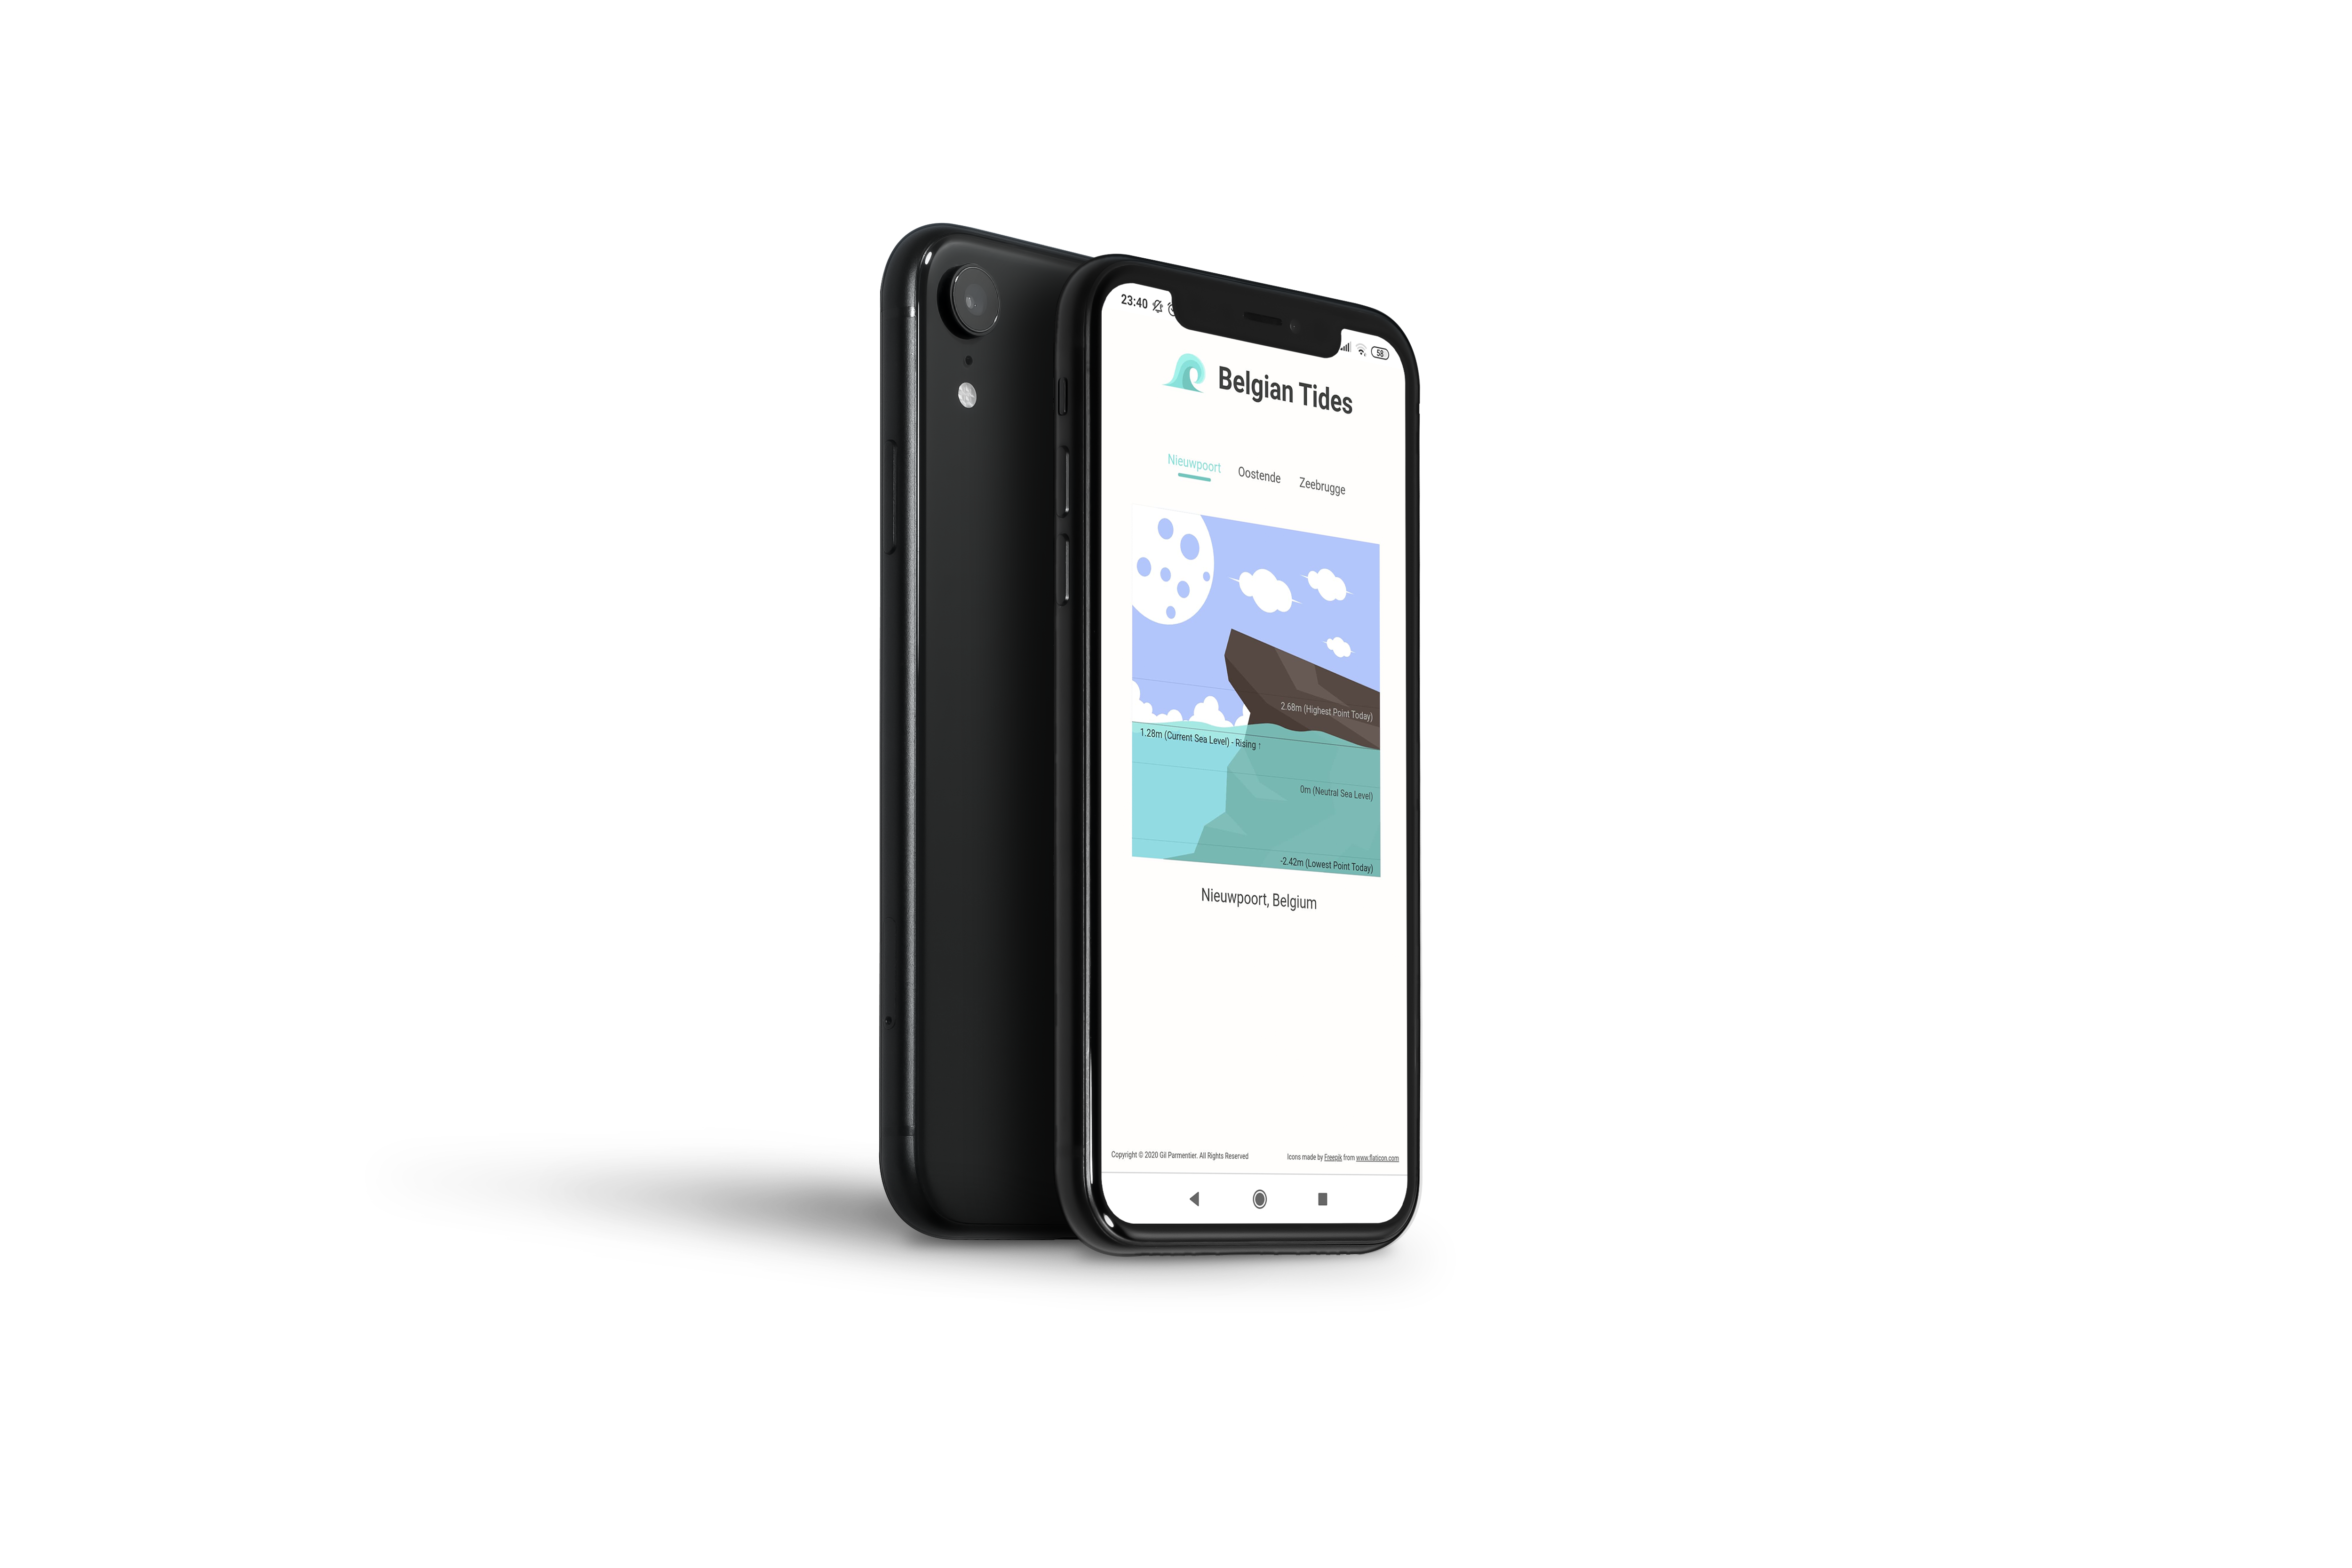 23:40
58
Belgian Tides
Nieuwpoort Oostende Zeebrugge
2.68m (Highest Point Today)
1.28m (Current Sea Level) - Rising ↑
0m (Neutral Sea Level)
-2.42m (Lowest Point Today)
Nieuwpoort, Belgium
Copyright © 2020 Gil Parmentier. All Rights Reserved
Icons made by Freepik from www.flaticon.com